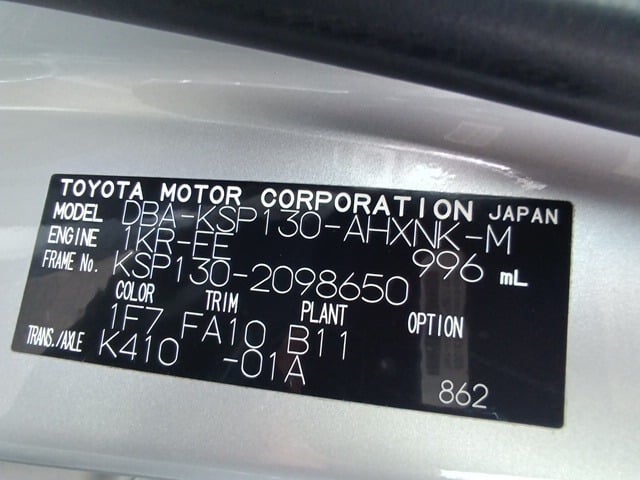 TOYOTA MOTOR CORPORATION JAPAN
MODEL DBA-KSP130-AHXNK-M
ENGINE 1KR-EE 996 mL
FRAME No. KSP130-2098650
COLOR TRIM PLANT OPTION
1F7 FA10 B11
TRANS./AXLE K410 -01A
862